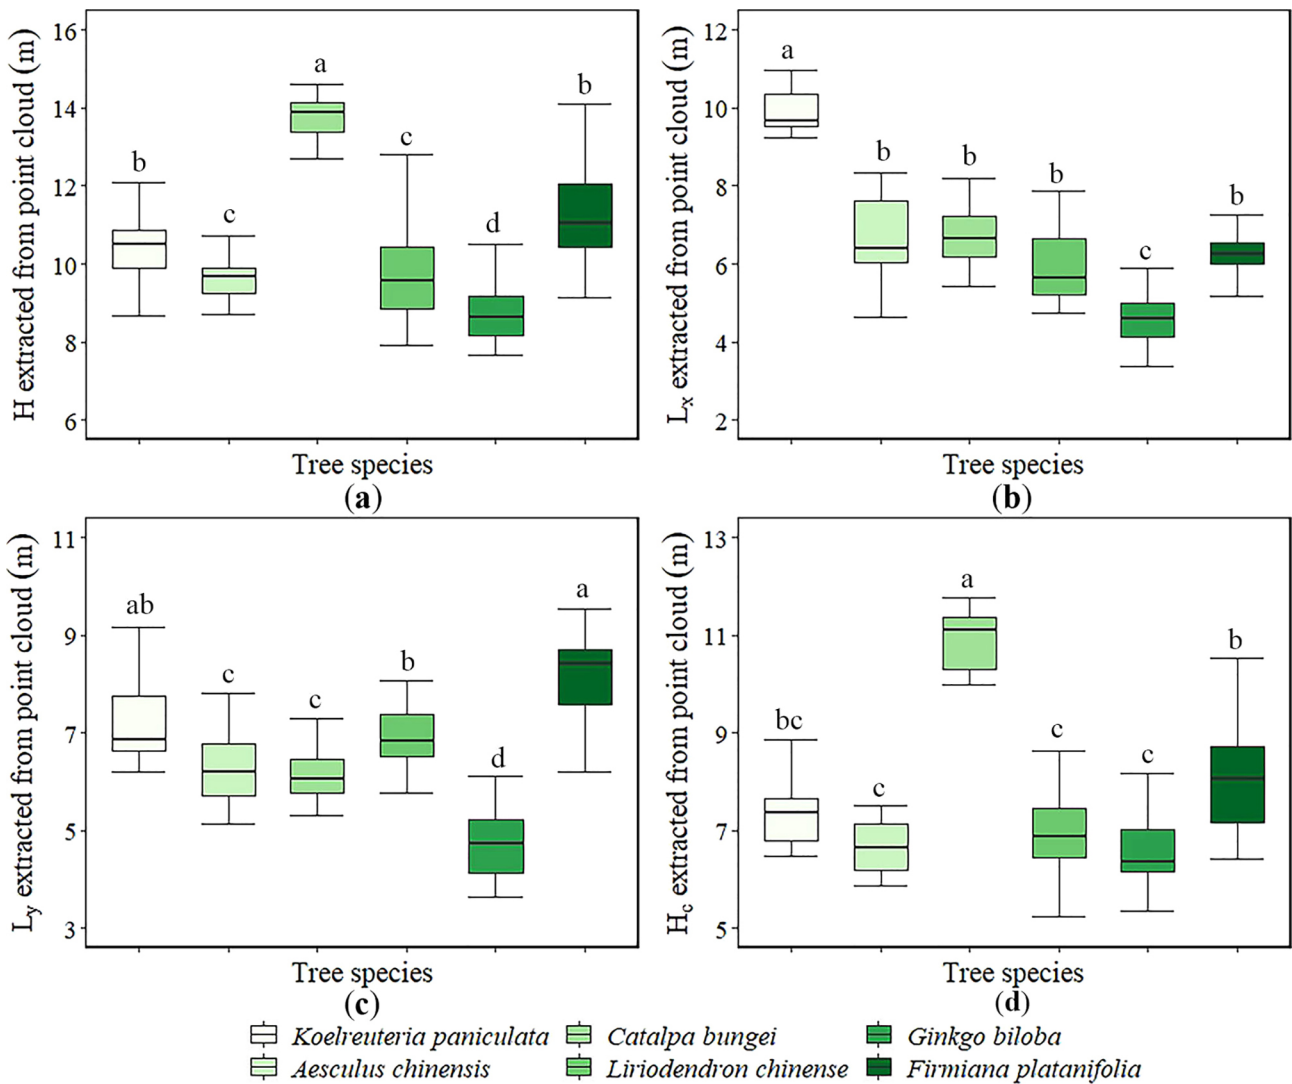 H extracted from point cloud (m)
16
14
12
10
8
6
b
c
a
c
d
b
Tree species
(a)
Lx extracted from point cloud (m)
12
10
8
6
4
2
a
b
b
b
c
b
Tree species
(b)
Ly extracted from point cloud (m)
11
9
7
5
3
ab
c
c
b
d
a
Tree species
(c)
Hc extracted from point cloud (m)
13
11
9
7
5
bc
c
a
c
c
b
Tree species
(d)
Koelreuteria paniculata Catalpa bungei Ginkgo biloba
Aesculus chinensis Liriodendron chinense Firmiana platanifolia